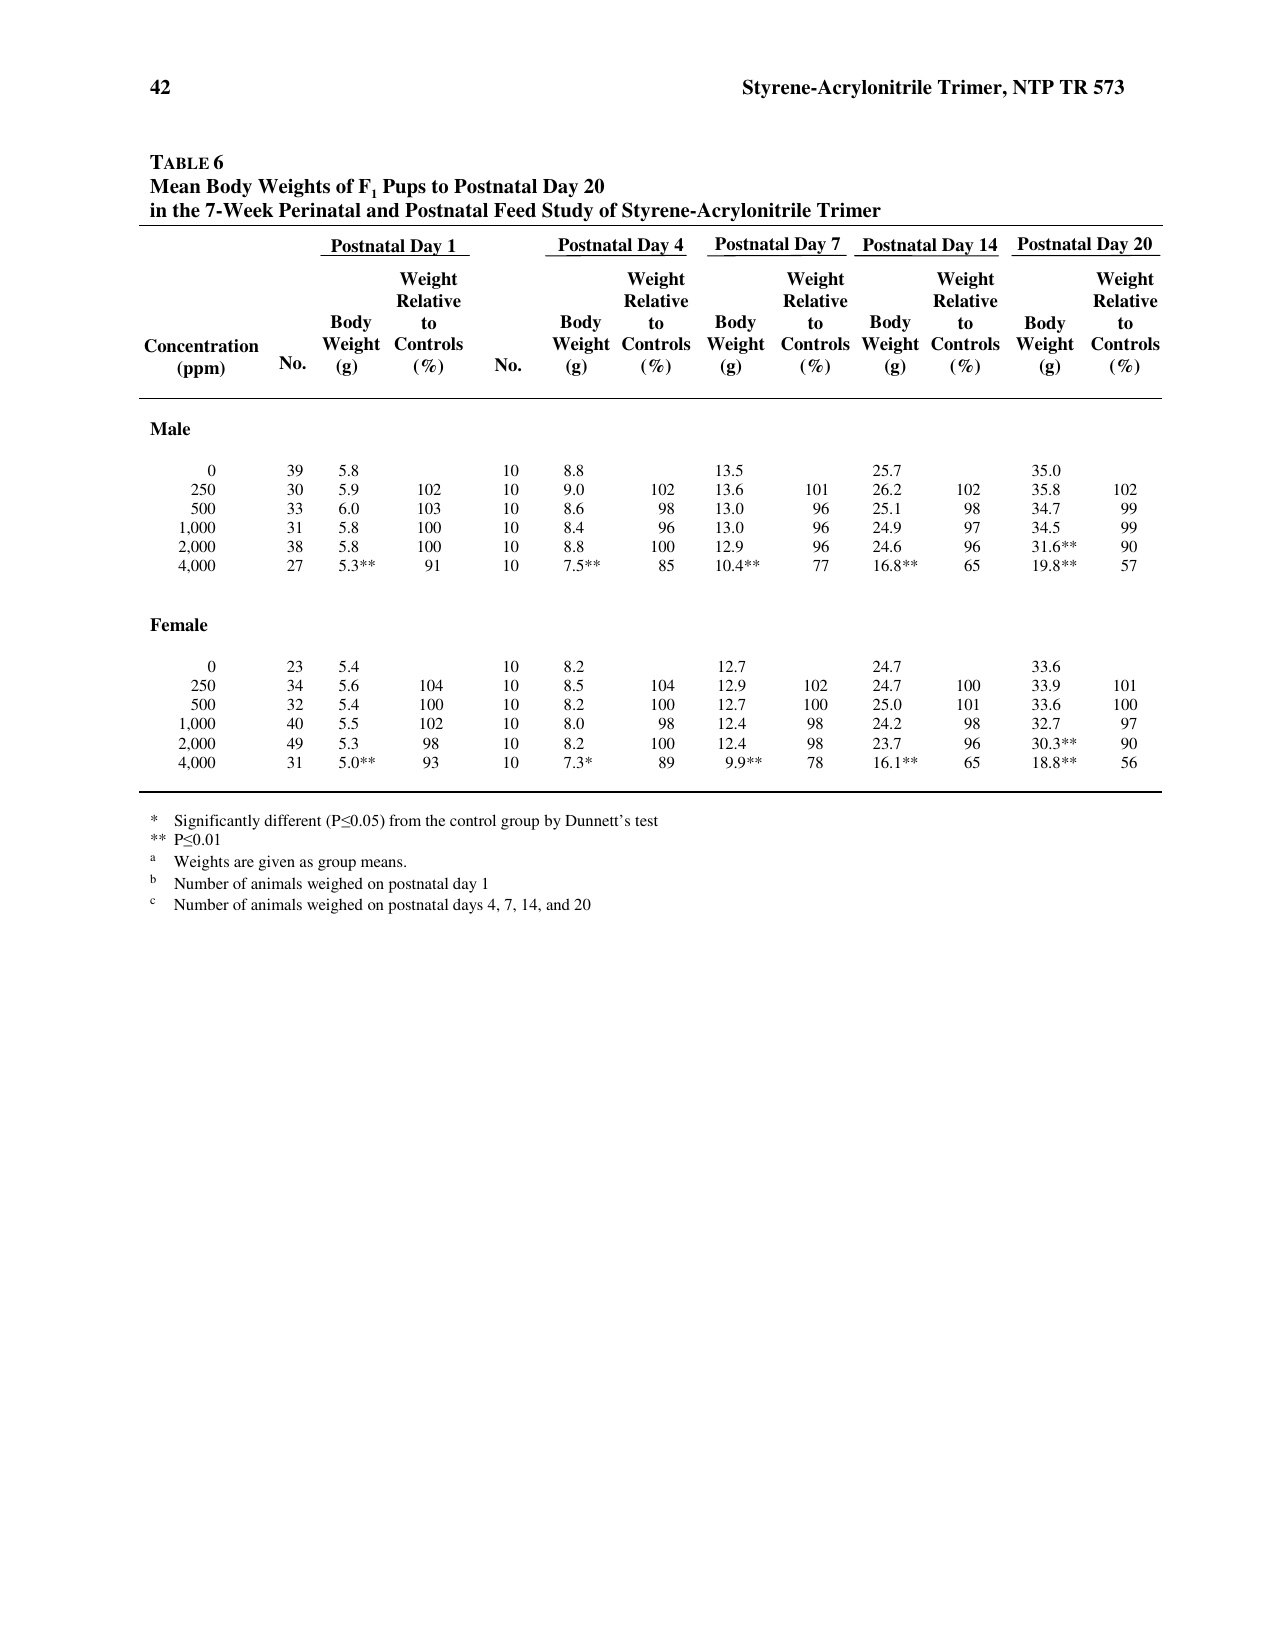 42 Styrene-Acrylonitrile Trimer, NTP TR 573
TABLE 6
Mean Body Weights of F1 Pups to Postnatal Day 20
in the 7-Week Perinatal and Postnatal Feed Study of Styrene-Acrylonitrile Trimer
Postnatal Day 1 Postnatal Day 4 Postnatal Day 7 Postnatal Day 14 Postnatal Day 20
Weight Weight Weight Weight Weight
Relative Relative Relative Relative Relative
Body to Body to Body to Body to Body to
Concentration Weight Controls Weight Controls Weight Controls Weight Controls Weight Controls
(ppm) No. (g) (%) No. (g) (%) (g) (%) (g) (%) (g) (%)
Male
0 39 5.8 10 8.8 13.5 25.7 35.0
250 30 5.9 102 10 9.0 102 13.6 101 26.2 102 35.8 102
500 33 6.0 103 10 8.6 98 13.0 96 25.1 98 34.7 99
1,000 31 5.8 100 10 8.4 96 13.0 96 24.9 97 34.5 99
2,000 38 5.8 100 10 8.8 100 12.9 96 24.6 96 31.6** 90
4,000 27 5.3** 91 10 7.5** 85 10.4** 77 16.8** 65 19.8** 57
Female
0 23 5.4 10 8.2 12.7 24.7 33.6
250 34 5.6 104 10 8.5 104 12.9 102 24.7 100 33.9 101
500 32 5.4 100 10 8.2 100 12.7 100 25.0 101 33.6 100
1,000 40 5.5 102 10 8.0 98 12.4 98 24.2 98 32.7 97
2,000 49 5.3 98 10 8.2 100 12.4 98 23.7 96 30.3** 90
4,000 31 5.0** 93 10 7.3* 89 9.9** 78 16.1** 65 18.8** 56
* Significantly different (P≤0.05) from the control group by Dunnett’s test
** P≤0.01
a Weights are given as group means.
b Number of animals weighed on postnatal day 1
c Number of animals weighed on postnatal days 4, 7, 14, and 20